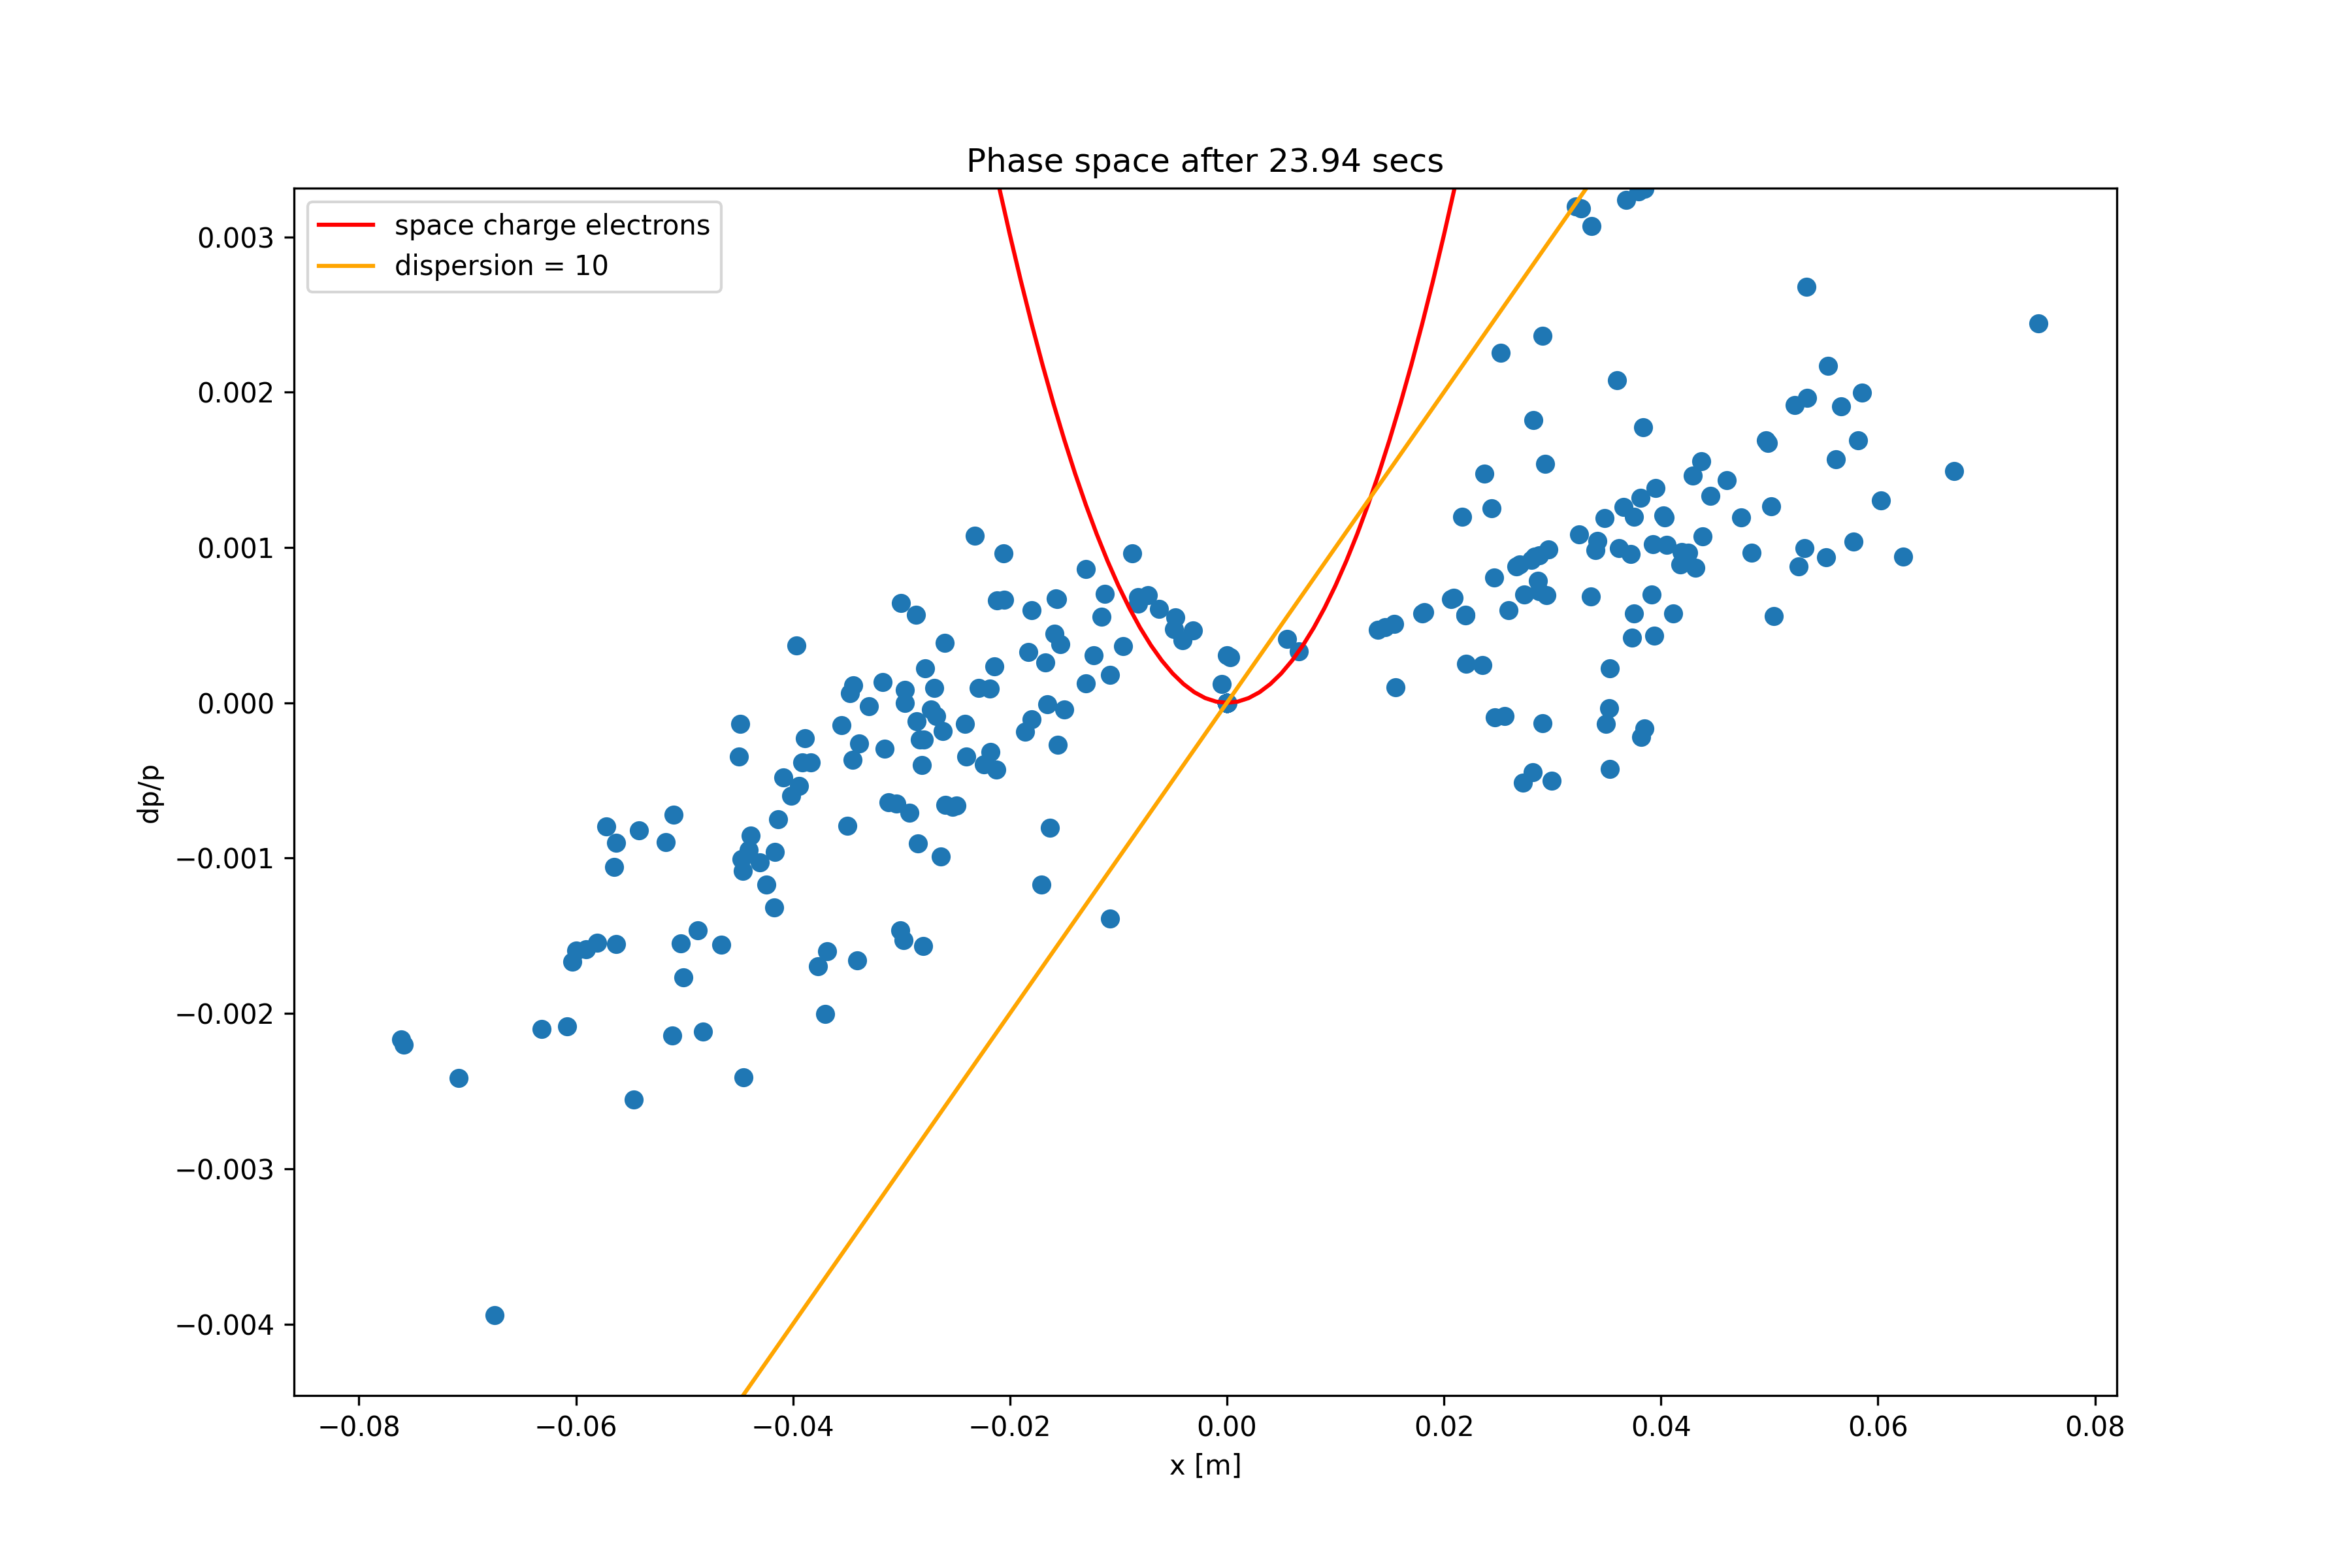 Phase space after 23.94 secs
space charge electrons
dispersion = 10
0.003
0.002
0.001
0.000
−0.001
−0.002
−0.003
−0.004
dp/p
−0.08 −0.06 −0.04 −0.02 0.00 0.02 0.04 0.06 0.08
x [m]